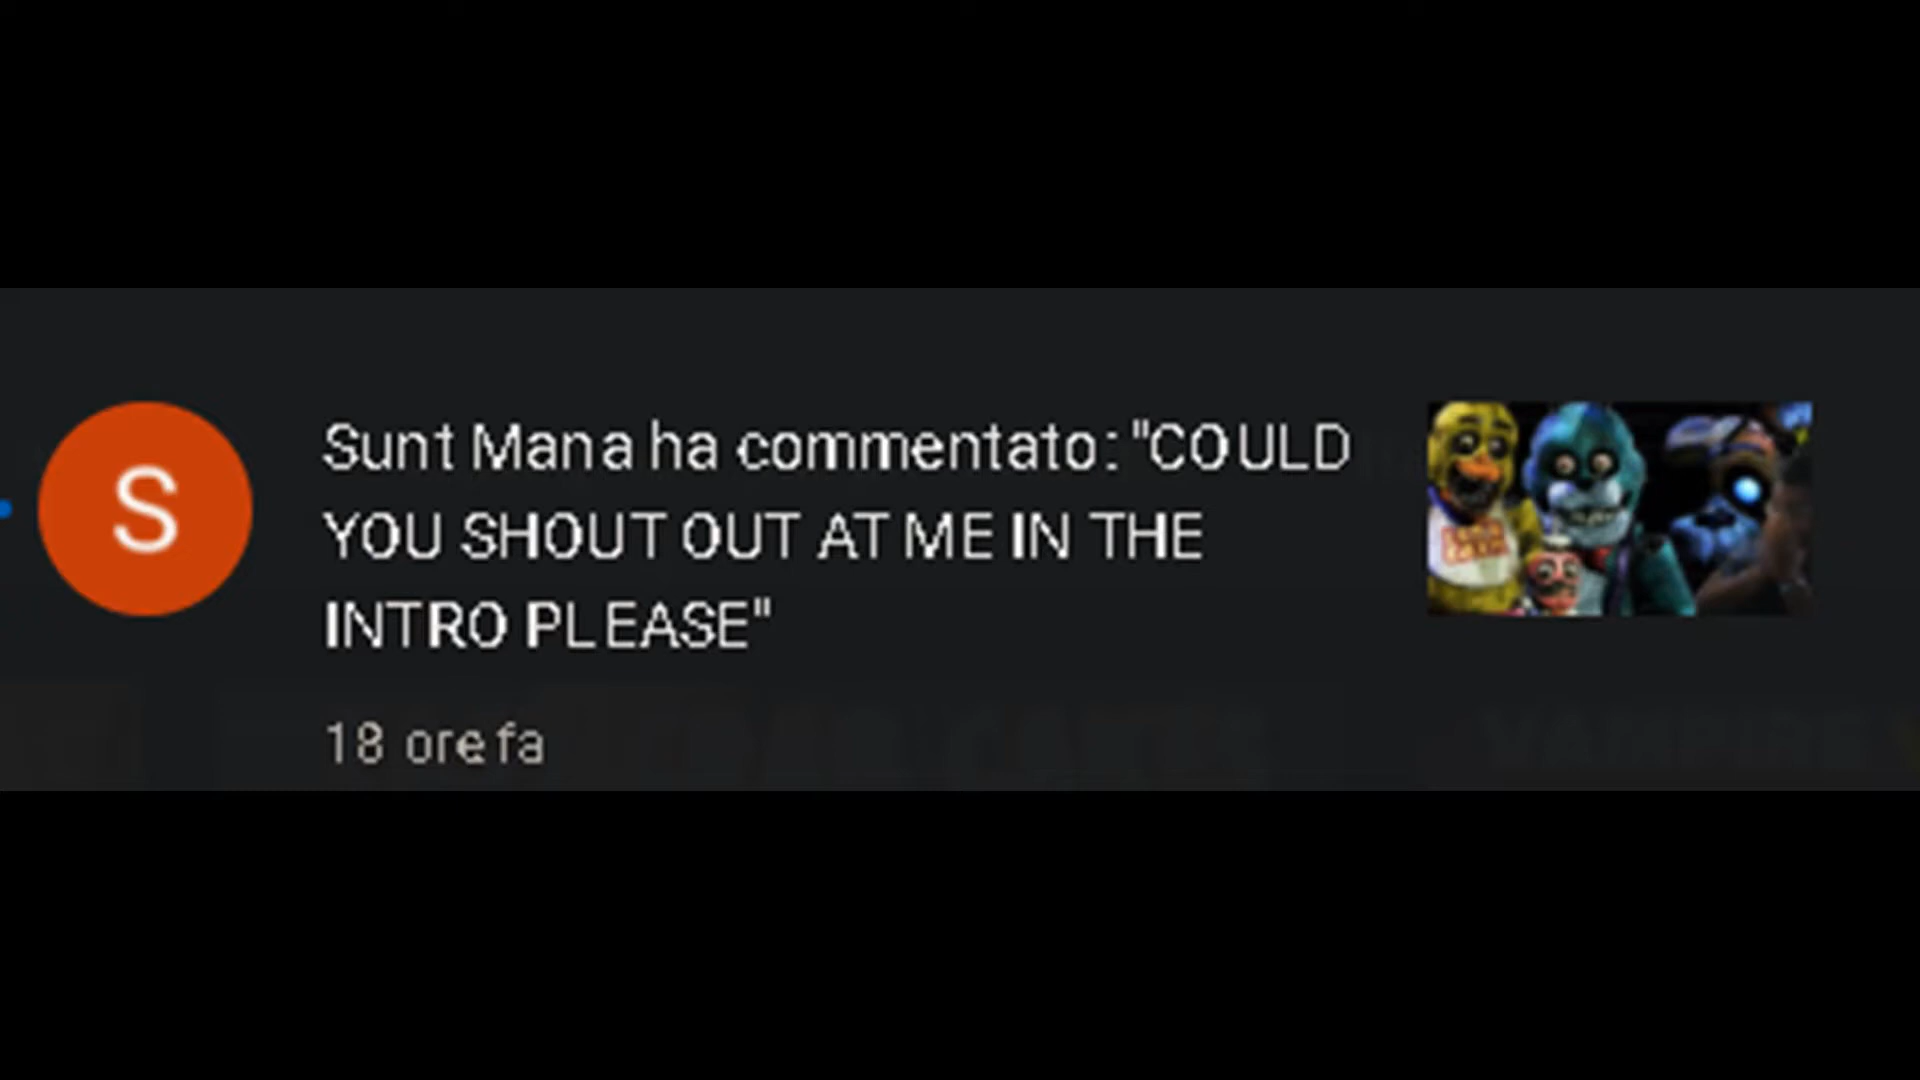 S
Sunt Mana ha commentato: "COULD
YOU SHOUT OUT AT ME IN THE
INTRO PLEASE"
18 ore fa